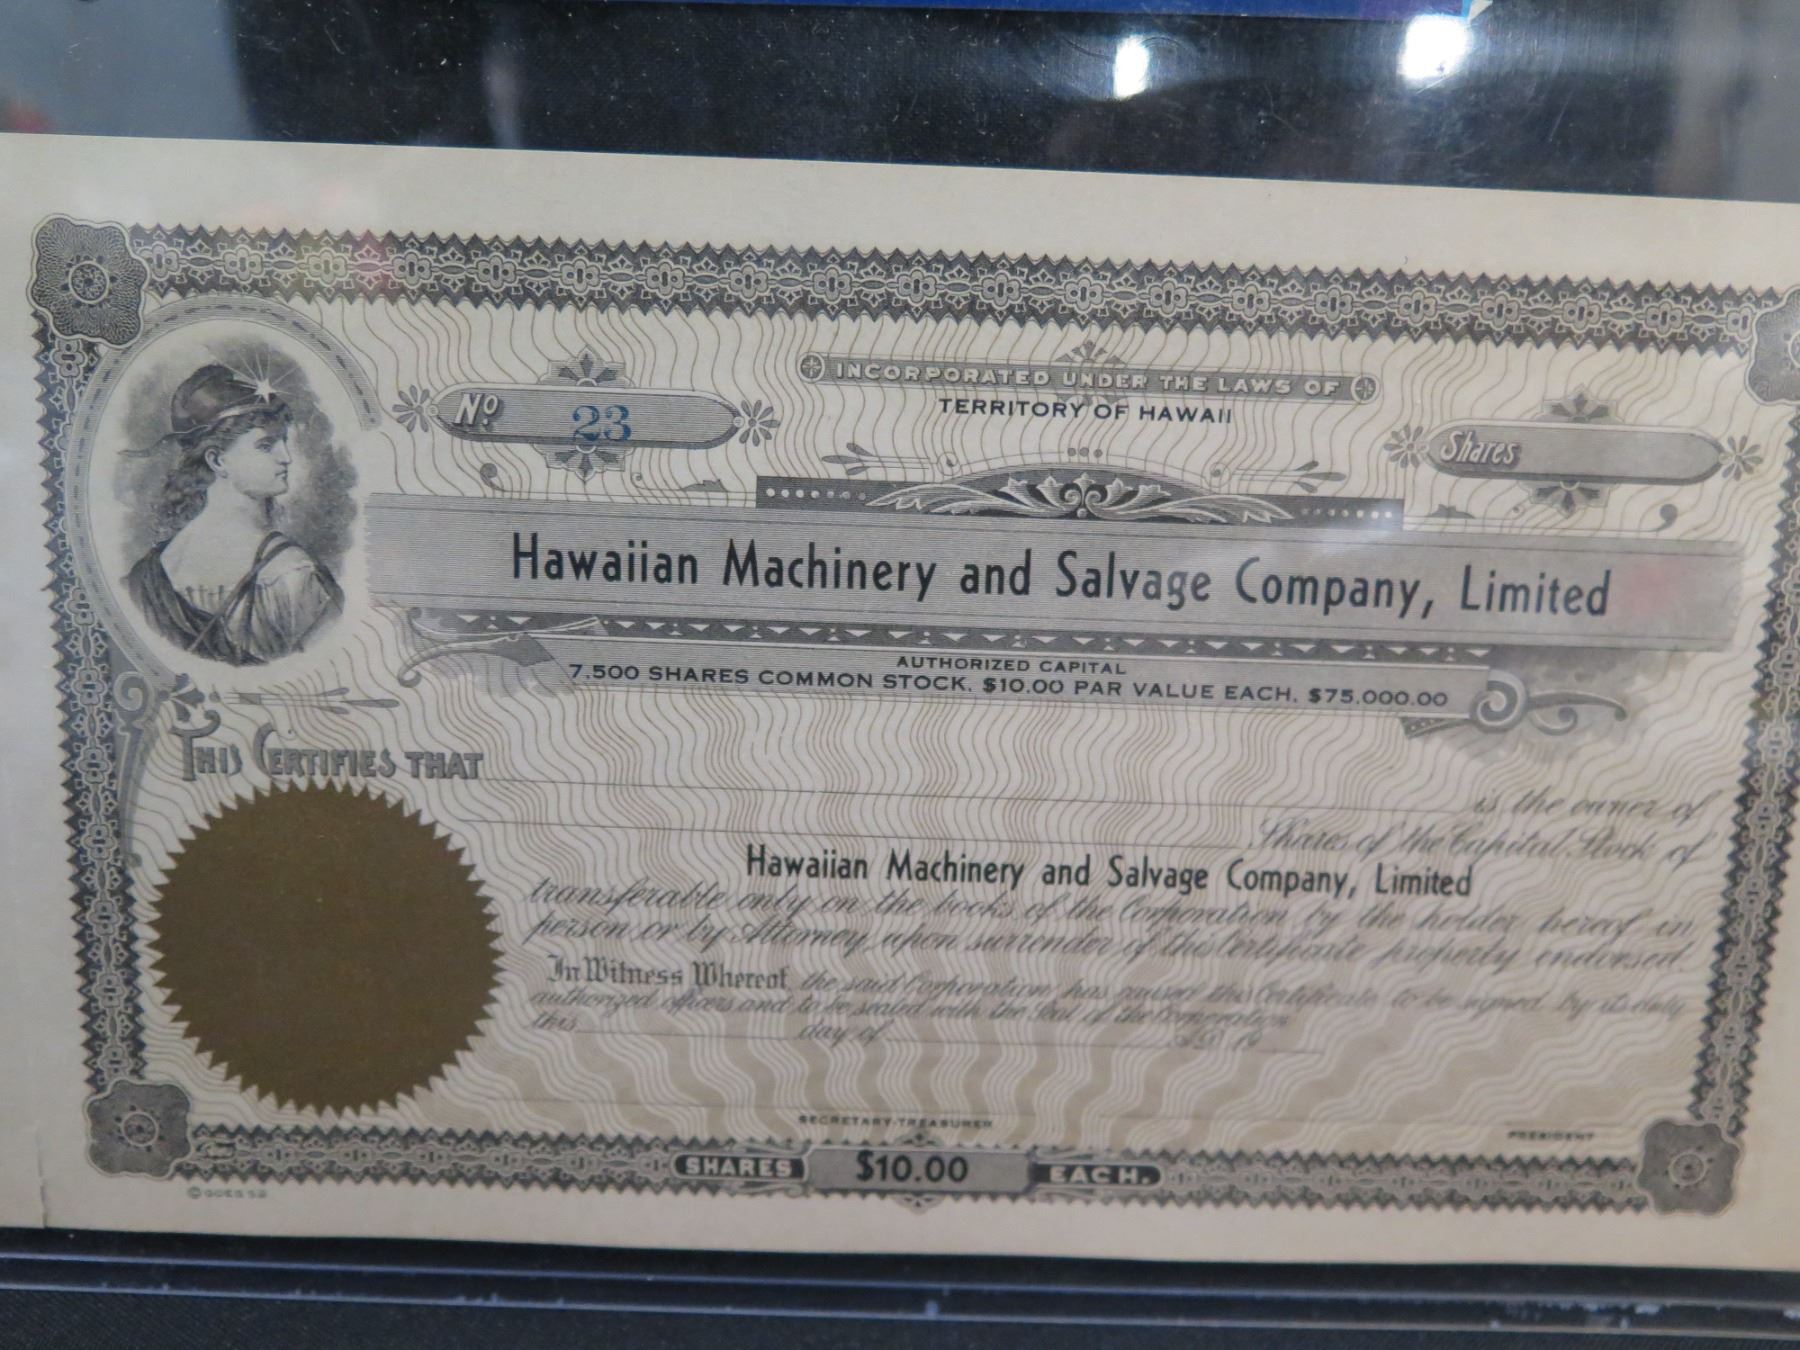 INCORPORATED UNDER THE LAWS OF
TERRITORY OF HAWAII
No 23
Shares
Hawaiian Machinery and Salvage Company, Limited
AUTHORIZED CAPITAL
7,500 SHARES COMMON STOCK, $10.00 PAR VALUE EACH, $75,000.00
THIS CERTIFIES THAT
is the owner of
Shares of the Capital Stock of
Hawaiian Machinery and Salvage Company, Limited
transferable only on the books of the Corporation by the holder hereof in
person or by Attorney upon surrender of this Certificate properly endorsed.
In Witness Whereof, the said Corporation has caused this Certificate to be signed by its duly
authorized officers and to be sealed with the Seal of the Corporation
this day of A.D. 19
SECRETARY-TREASURER
PRESIDENT
SHARES $10.00 EACH.
© GOES 52